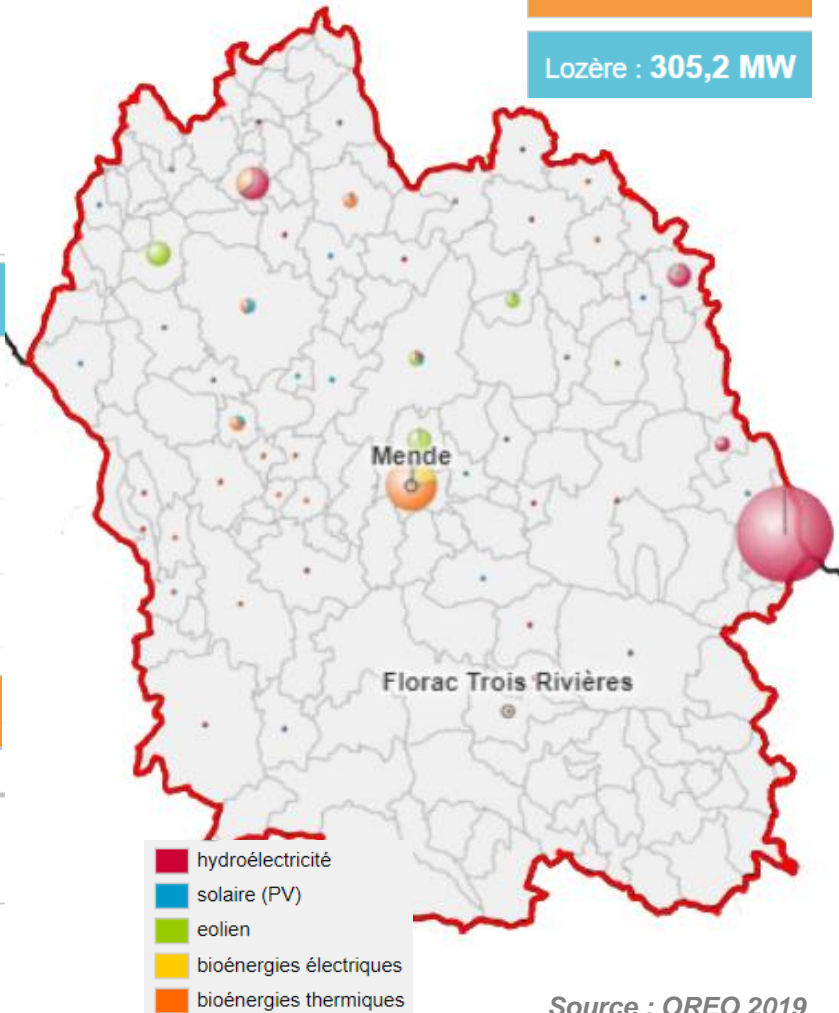 Lozère : 305,2 MW
Mende
Florac Trois Rivières
hydroélectricité
solaire (PV)
eolien
bioénergies électriques
bioénergies thermiques
Source : OREO 2019